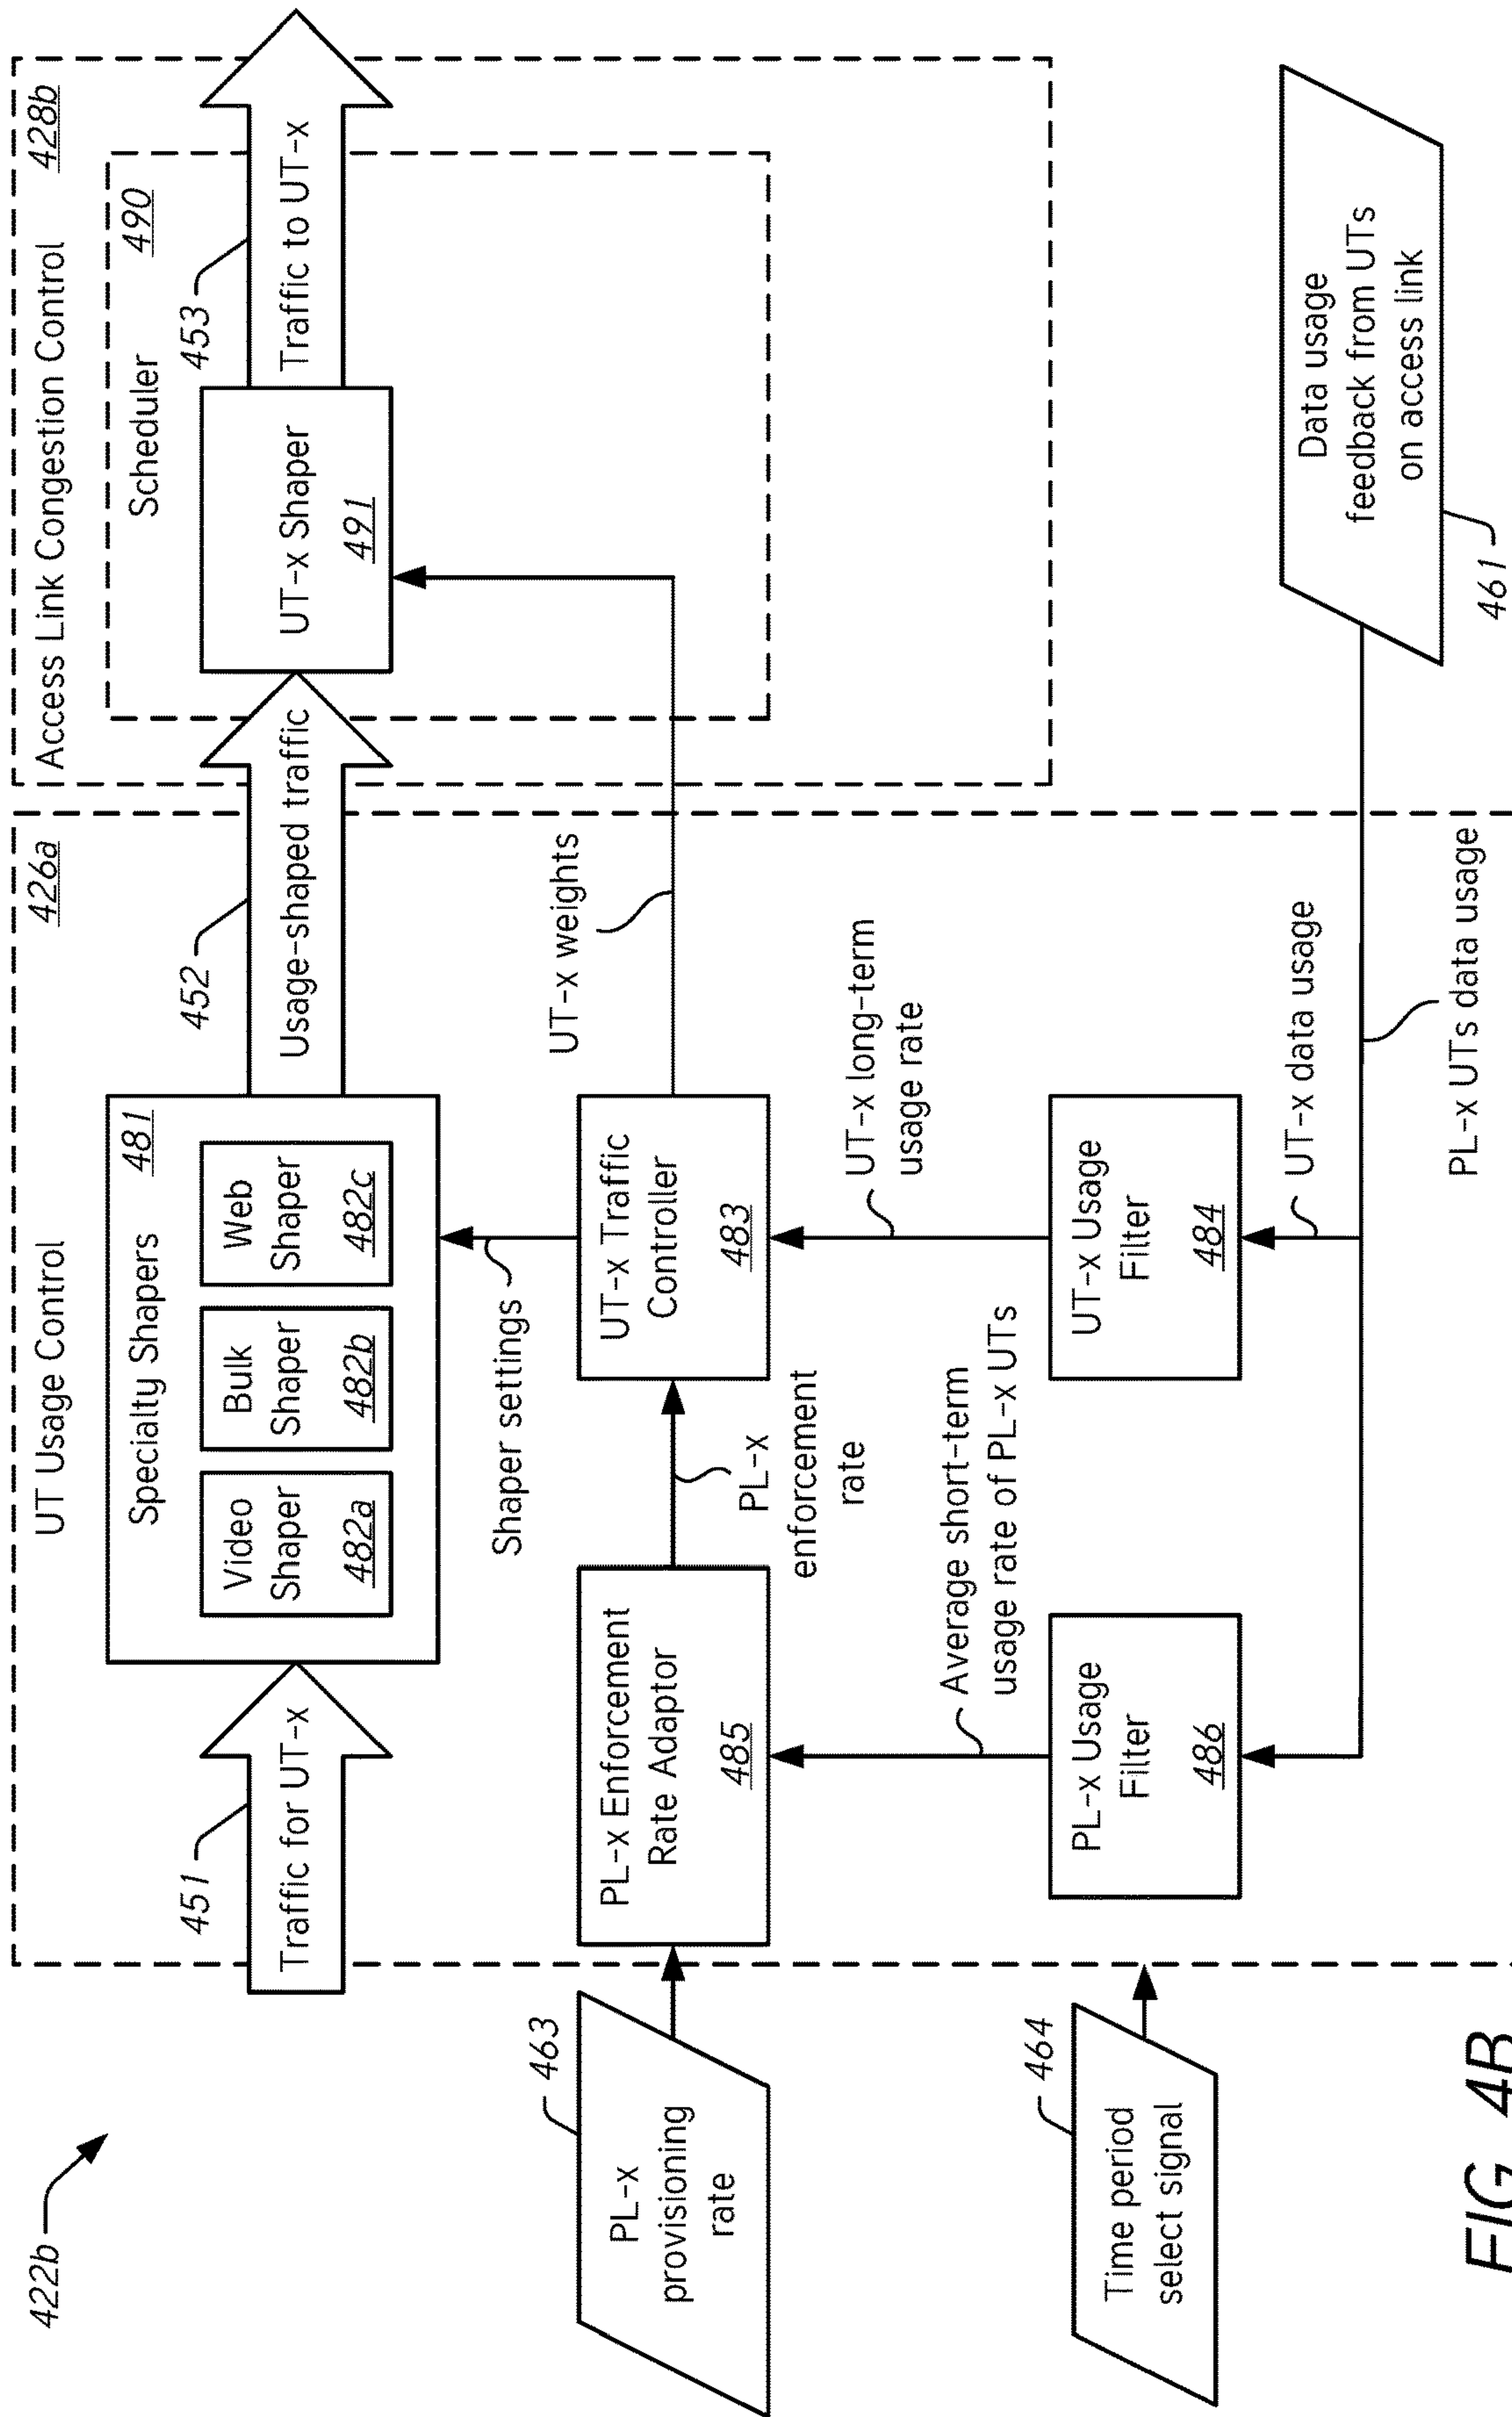 422b
UT Usage Control
426a
Access Link Congestion Control
428b
451
Traffic for UT-x
Specialty Shapers
481
Video
Shaper
482a
Bulk
Shaper
482b
Web
Shaper
482c
452
Usage-shaped traffic
Scheduler
490
UT-x Shaper
491
453
Traffic to UT-x
Shaper settings
UT-x weights
463
PL-x
provisioning
rate
PL-x Enforcement
Rate Adaptor
485
PL-x
enforcement
rate
UT-x Traffic
Controller
483
Average short-term
usage rate of PL-x UTs
UT-x long-term
usage rate
464
Time period
select signal
PL-x Usage
Filter
486
UT-x Usage
Filter
484
UT-x data usage
PL-x UTs data usage
Data usage
feedback from UTs
on access link
461
FIG. 4B